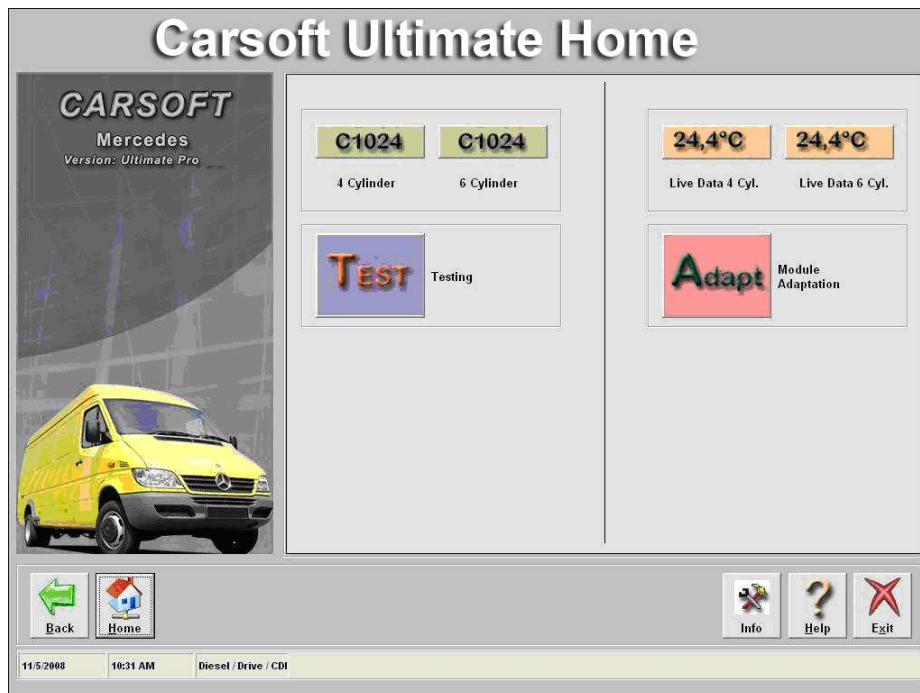 Carsoft Ultimate Home
CARSOFT
Mercedes
Version: Ultimate Pro
C1024
C1024
4 Cylinder
6 Cylinder
TEST
Testing
24,4°C
24,4°C
Live Data 4 Cyl.
Live Data 6 Cyl.
Adapt
Module
Adaptation
Back
Home
Info
Help
Exit
11/5/2008
10:31 AM
Diesel / Drive / CDI